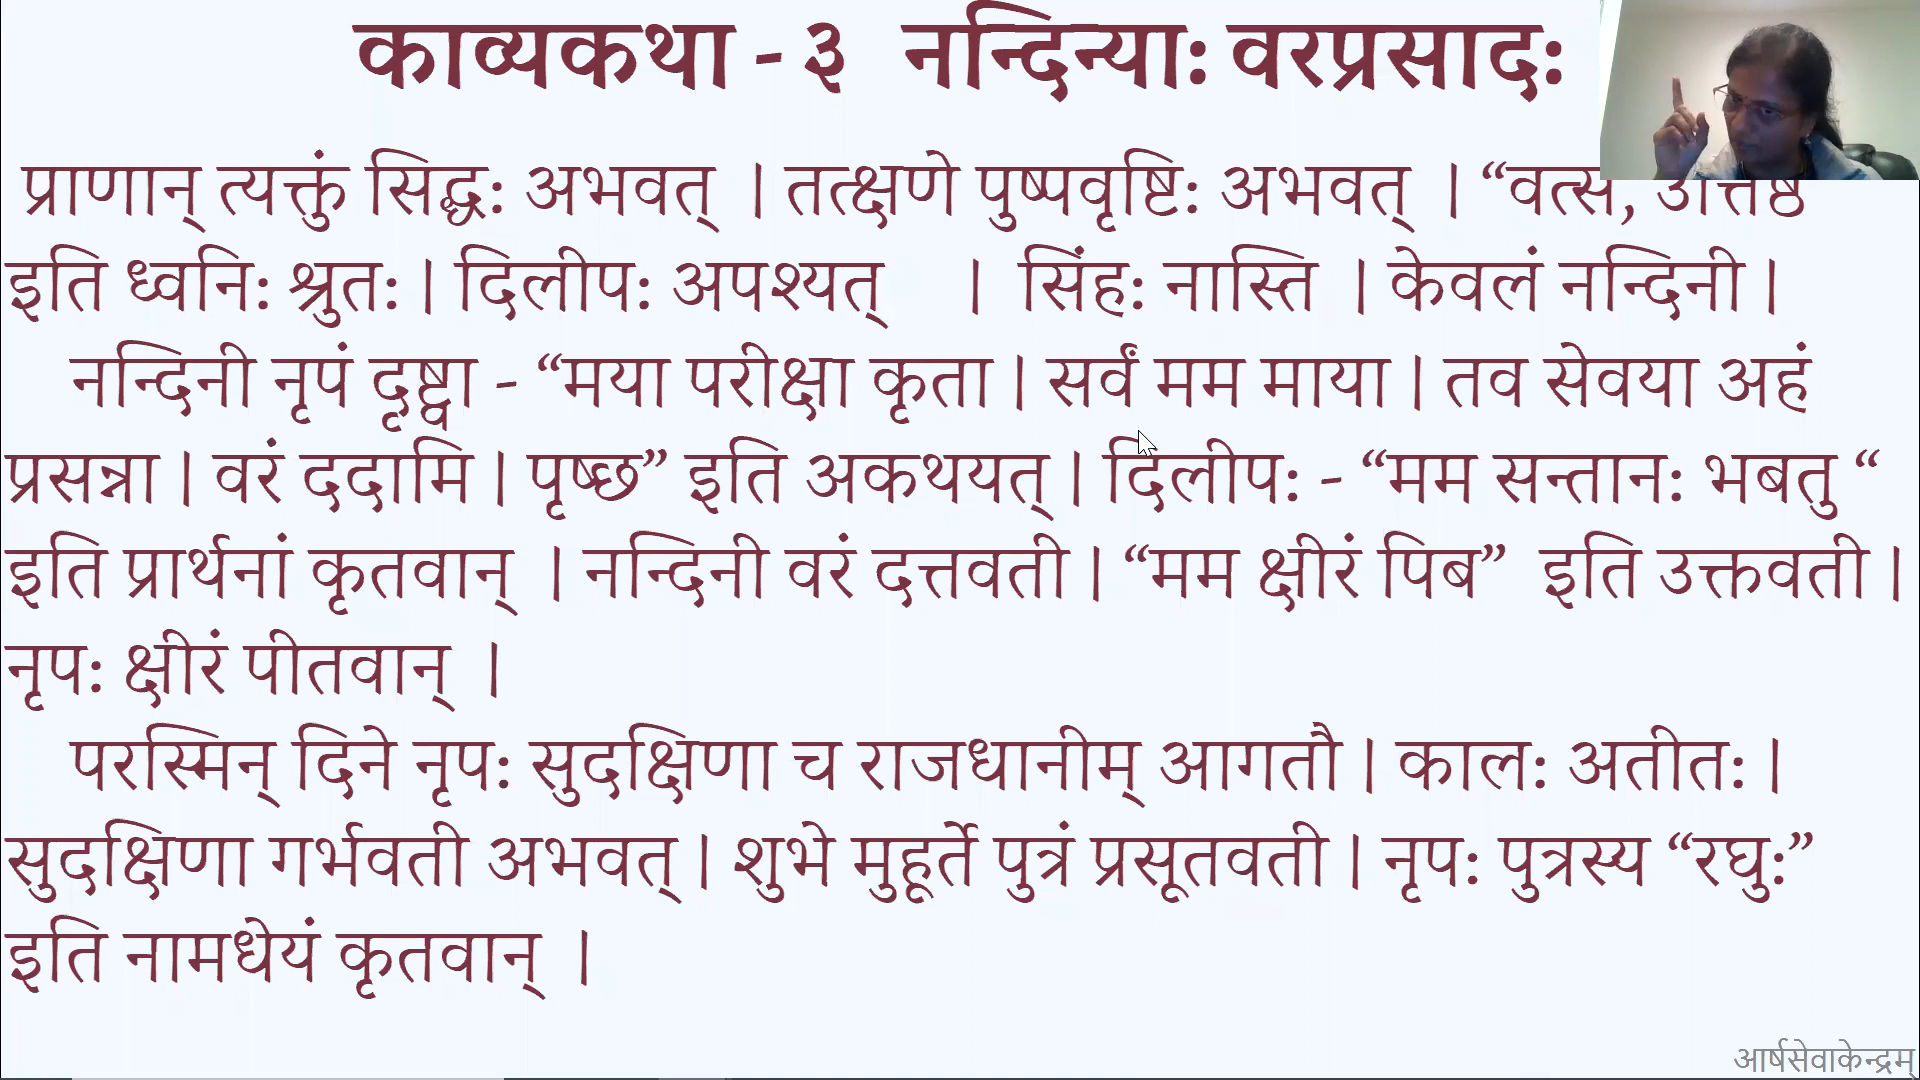 काव्यकथा - ३ नन्दिन्याः वरप्रसादः
प्राणान् त्यक्तुं सिद्धः अभवत् | तत्क्षणे पुष्पवृष्टिः अभवत् | “वत्स, उत्तिष्ठ
इति ध्वनिः श्रुतः | दिलीपः अपश्यत् | सिंहः नास्ति | केवलं नन्दिनी |
नन्दिनी नृपं दृष्ट्वा - “मया परीक्षा कृता | सर्वं मम माया | तव सेवया अहं
प्रसन्ना | वरं ददामि | पृष्छ” इति अकथयत् | दिलीपः - “मम सन्तानः भबतु “
इति प्रार्थनां कृतवान् | नन्दिनी वरं दत्तवती | “मम क्षीरं पिब” इति उक्तवती |
नृपः क्षीरं पीतवान् |
परस्मिन् दिने नृपः सुदक्षिणा च राजधानीम् आगतौ | कालः अतीतः |
सुदक्षिणा गर्भवती अभवत् | शुभे मुहूर्ते पुत्रं प्रसूतवती | नृपः पुत्रस्य “रघुः”
इति नामधेयं कृतवान् |
आर्षसेवाकेन्द्रम्